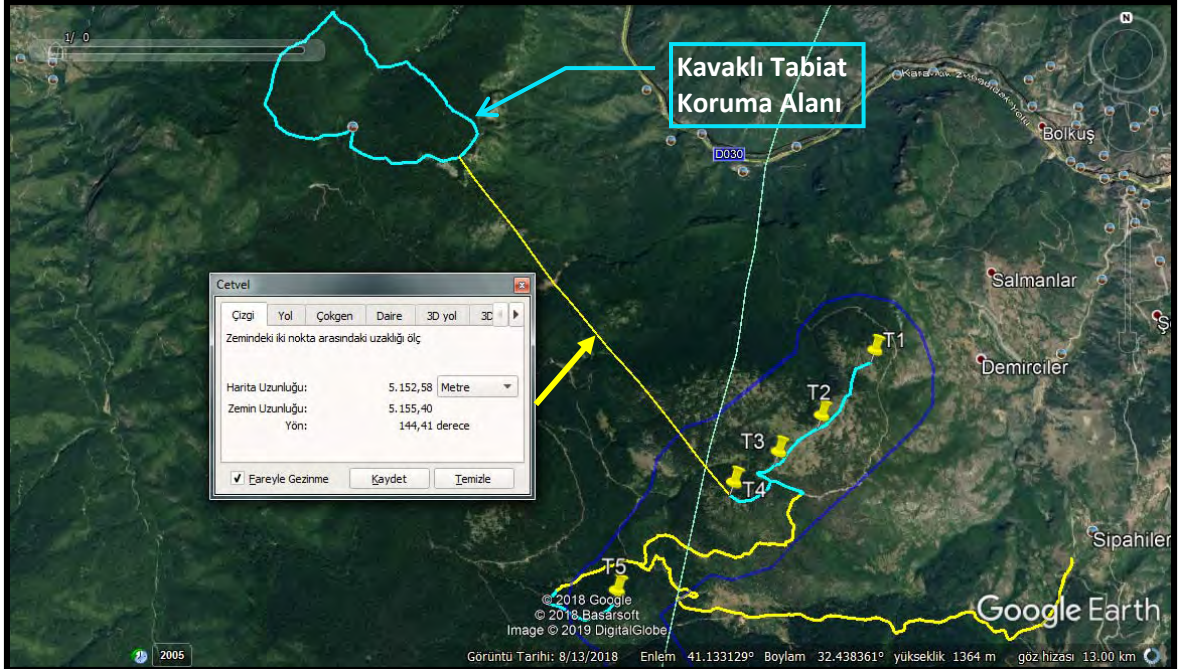 1/ 0
N
Kavaklı Tabiat
Koruma Alanı
Bolkuş
D030
Salmanlar
Cetvel
Çizgi Yol Çokgen Daire 3D yol 3D
Zemindeki iki nokta arasındaki uzaklığı ölç
Harita Uzunluğu: 5.152,58 Metre
Zemin Uzunluğu: 5.155,40
Yön: 144,41 derece
Fareyle Gezinme Kaydet Temizle
T1
Demirciler
T2
T3
T4
Sipahiler
T5
© 2018 Google
© 2018 Basarsoft
Image © 2019 DigitalGlobe
Google Earth
2005
Görüntü Tarihi: 8/13/2018 Enlem 41.133129° Boylam 32.438361° yükseklik 1364 m göz hizası 13.00 km